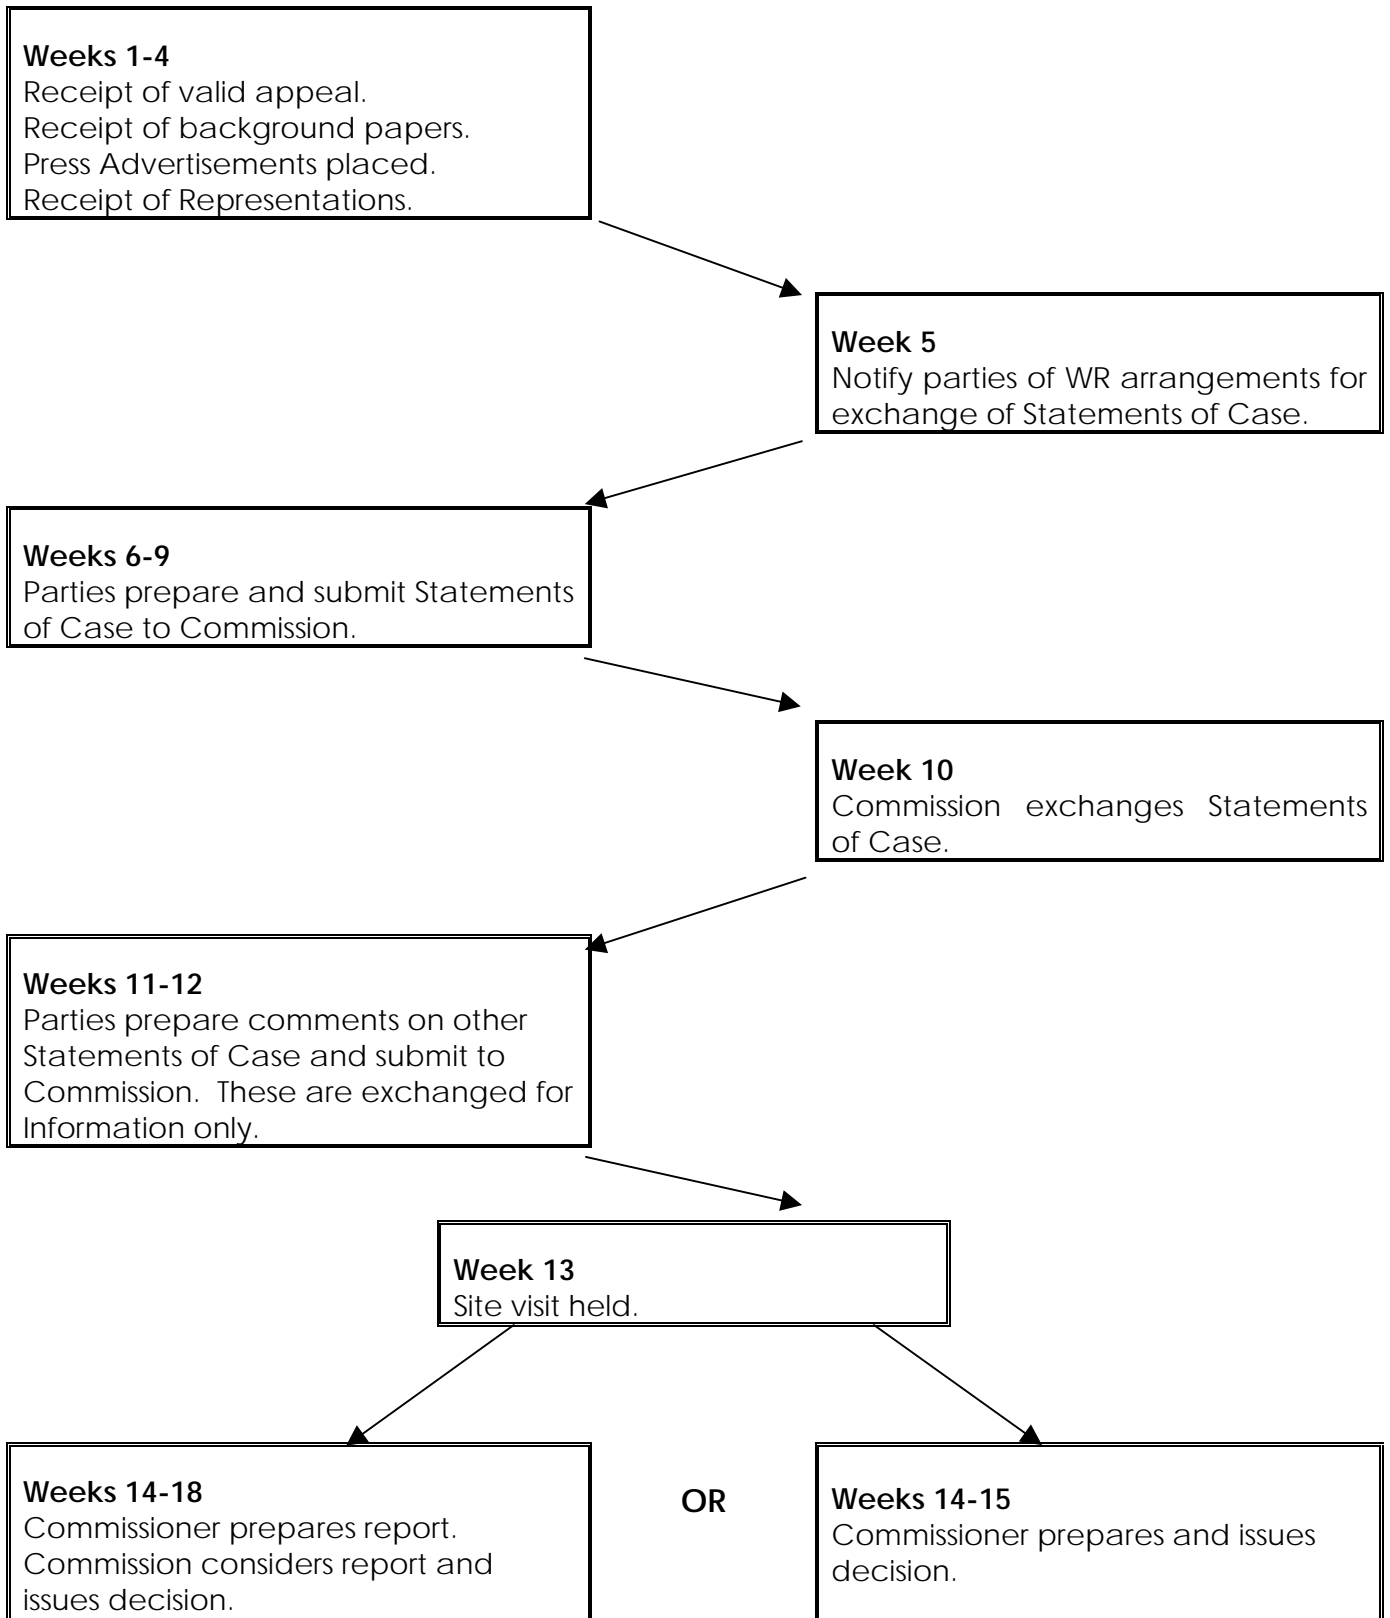 Weeks 1-4
Receipt of valid appeal.
Receipt of background papers.
Press Advertisements placed.
Receipt of Representations.
Week 5
Notify parties of WR arrangements for
exchange of Statements of Case.
Weeks 6-9
Parties prepare and submit Statements
of Case to Commission.
Week 10
Commission exchanges Statements
of Case.
Weeks 11-12
Parties prepare comments on other
Statements of Case and submit to
Commission. These are exchanged for
Information only.
Week 13
Site visit held.
Weeks 14-18
Commissioner prepares report.
Commission considers report and
issues decision.
OR
Weeks 14-15
Commissioner prepares and issues
decision.